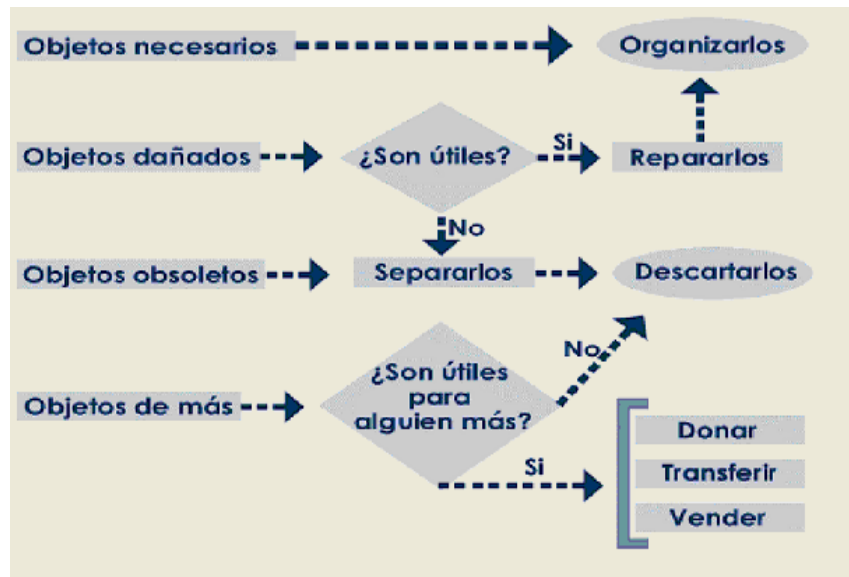 Objetos necesarios
Organizarlos
Objetos dañados
¿Son útiles?
Si
Repararlos
No
Objetos obsoletos
Separarlos
Descartarlos
Objetos de más
¿Son útiles
para
alguien más?
No
Si
Donar
Transferir
Vender